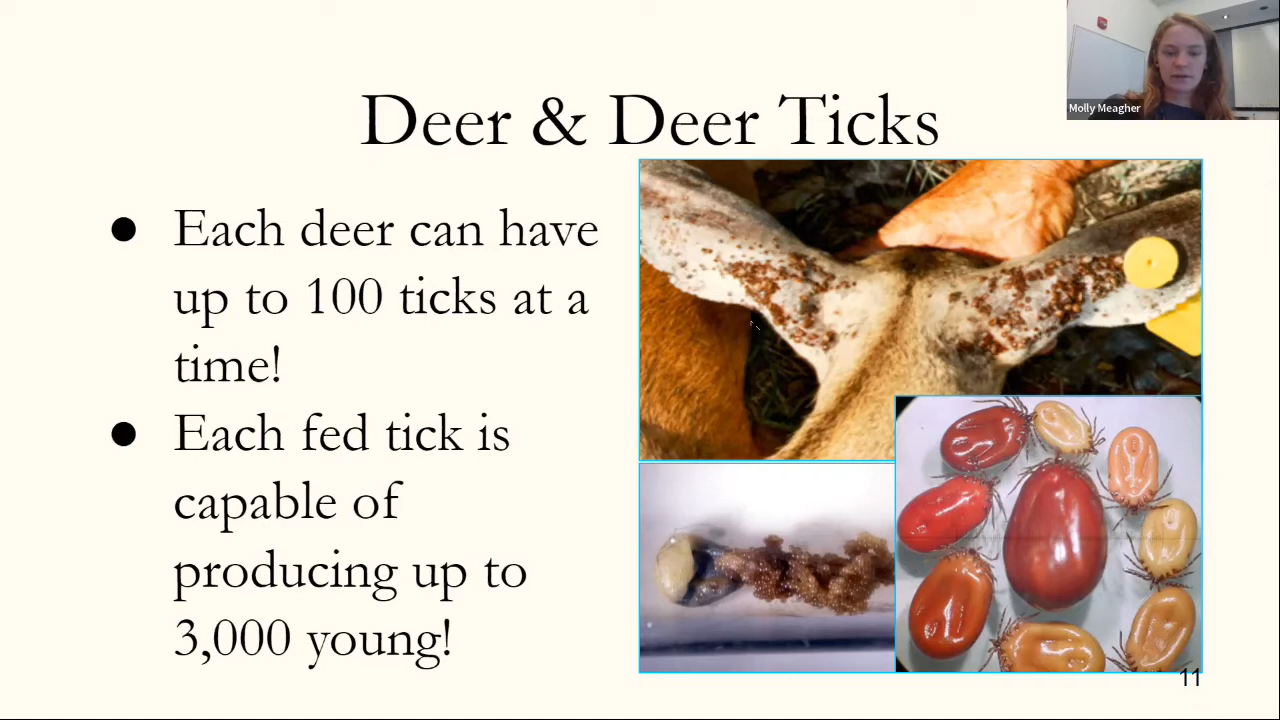 Molly Meagher
Deer & Deer Ticks
● Each deer can have
up to 100 ticks at a
time!
● Each fed tick is
capable of
producing up to
3,000 young!
11